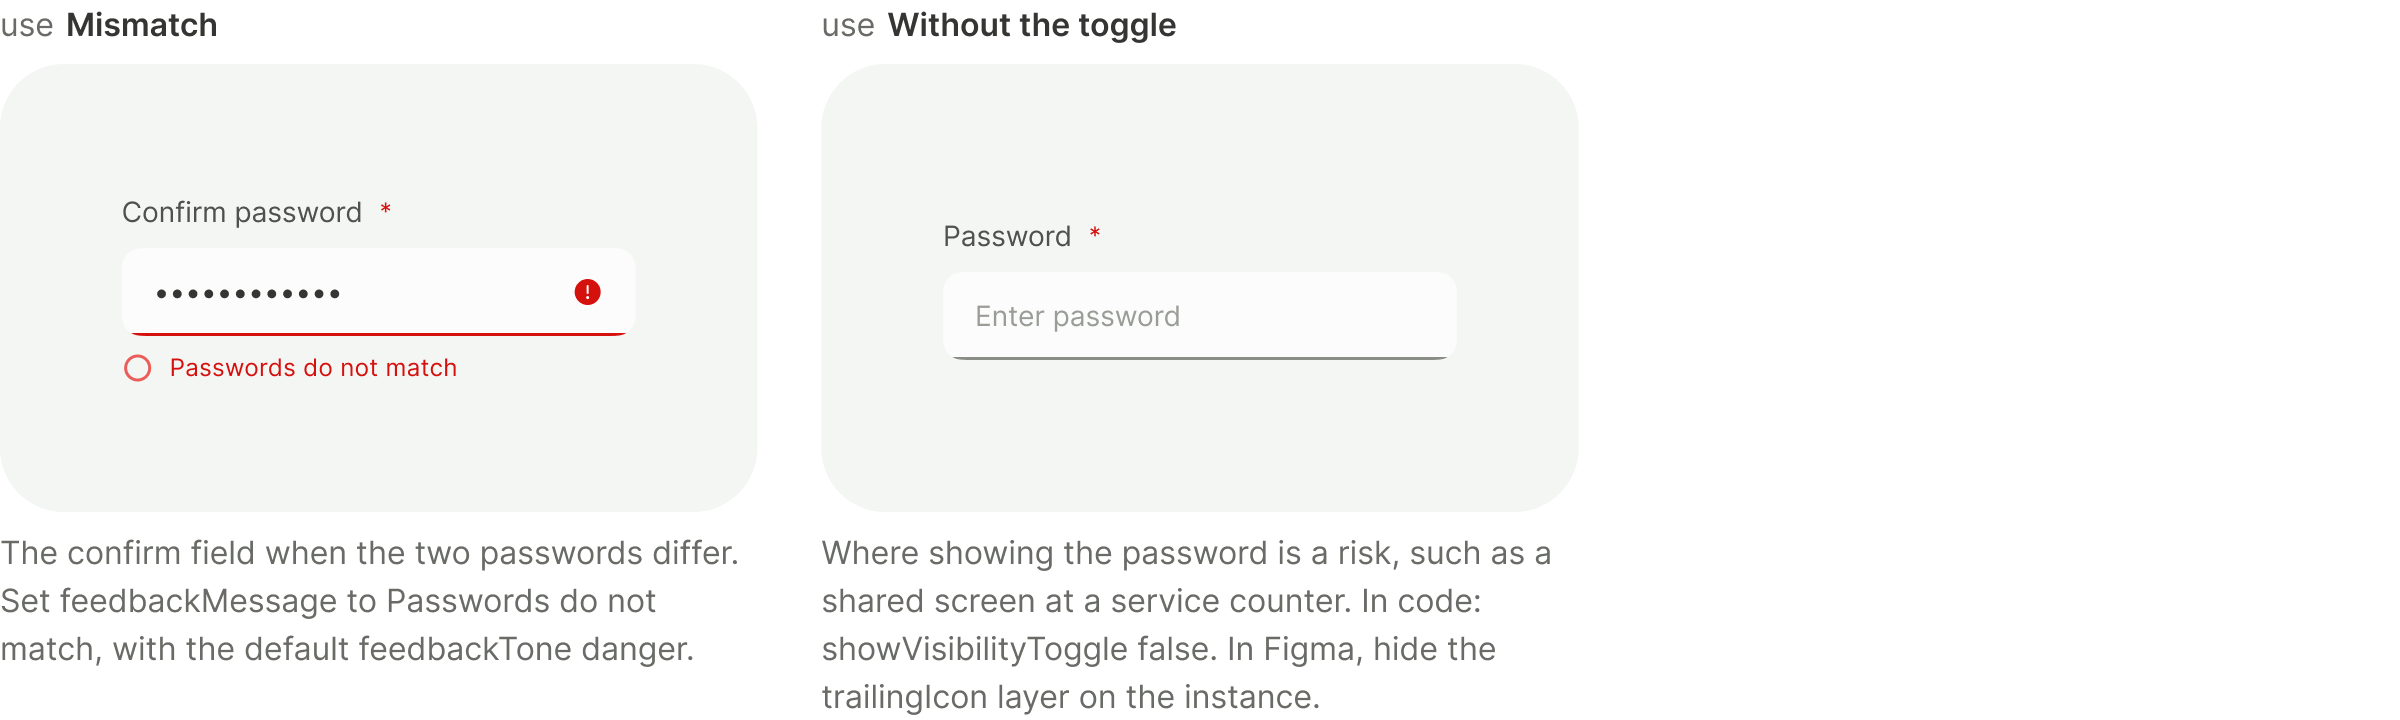 use Mismatch
Confirm password *
••••••••••••
Passwords do not match
The confirm field when the two passwords differ.
Set feedbackMessage to Passwords do not
match, with the default feedbackTone danger.
use Without the toggle
Password *
Enter password
Where showing the password is a risk, such as a
shared screen at a service counter. In code:
showVisibilityToggle false. In Figma, hide the
trailingIcon layer on the instance.